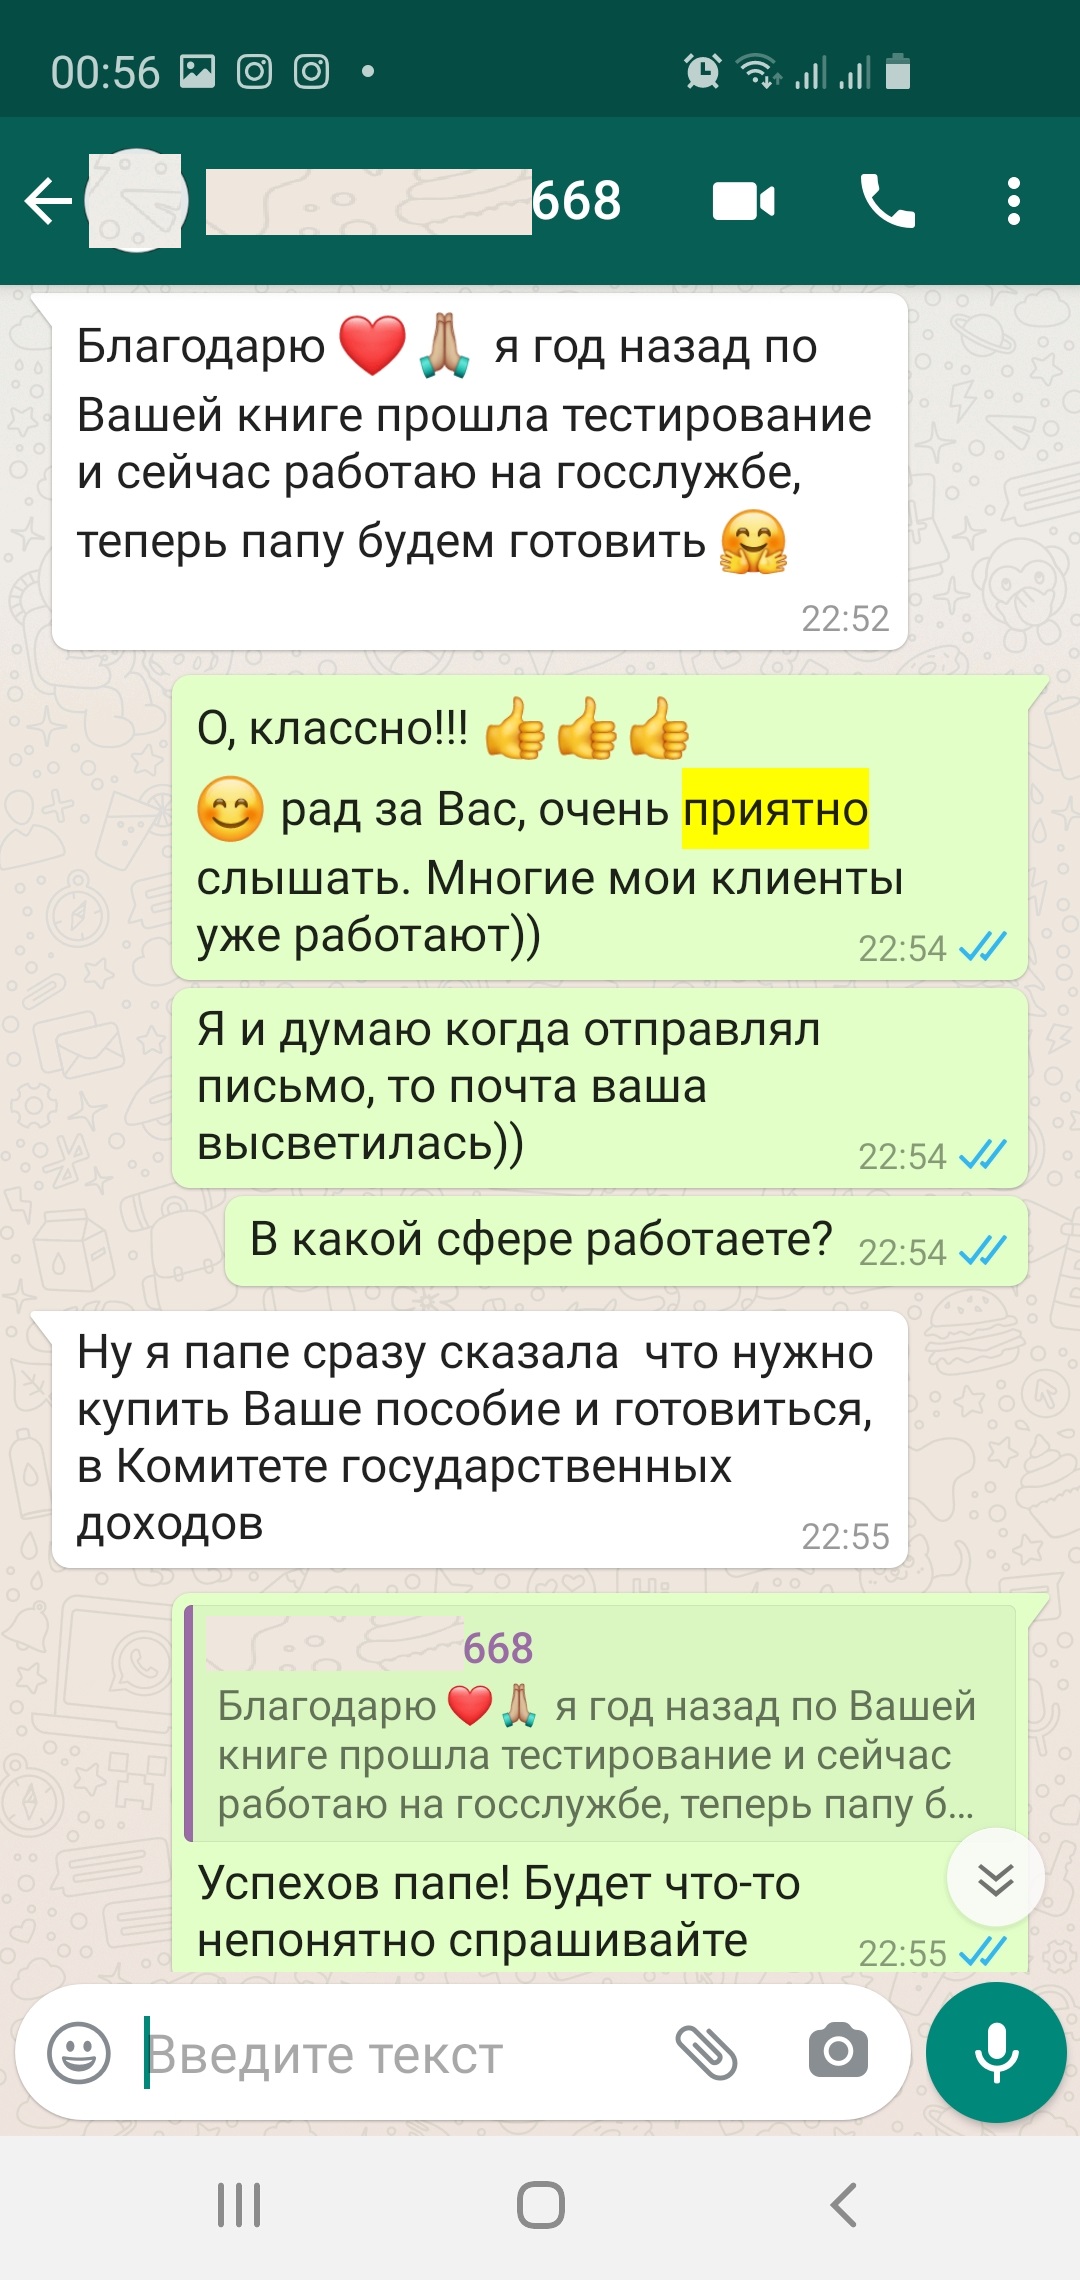 00:56
668
Благодарю ❤️🙏🏼 я год назад по
Вашей книге прошла тестирование
и сейчас работаю на госслужбе,
теперь папу будем готовить 🤗
22:52
О, классно!!! 👍👍👍
😊 рад за Вас, очень приятно
слышать. Многие мои клиенты
уже работают))
22:54
Я и думаю когда отправлял
письмо, то почта ваша
высветилась))
22:54
В какой сфере работаете?
22:54
Ну я папе сразу сказала  что нужно
купить Ваше пособие и готовиться,
в Комитете государственных
доходов
22:55
668
Благодарю ❤️🙏🏼 я год назад по Вашей
книге прошла тестирование и сейчас
работаю на госслужбе, теперь папу б...
Успехов папе! Будет что-то
непонятно спрашивайте
22:55
Введите текст